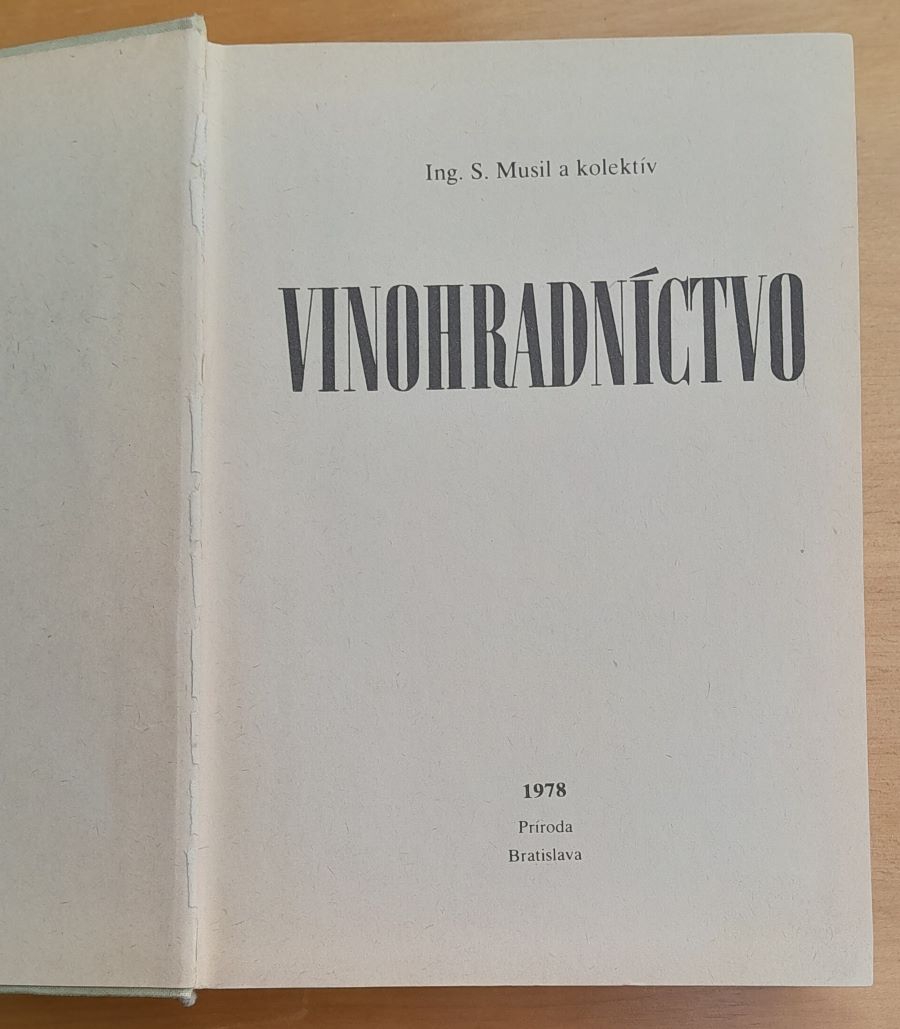 Ing. S. Musil a kolektív
VINOHRADNÍCTVO
1978
Príroda
Bratislava